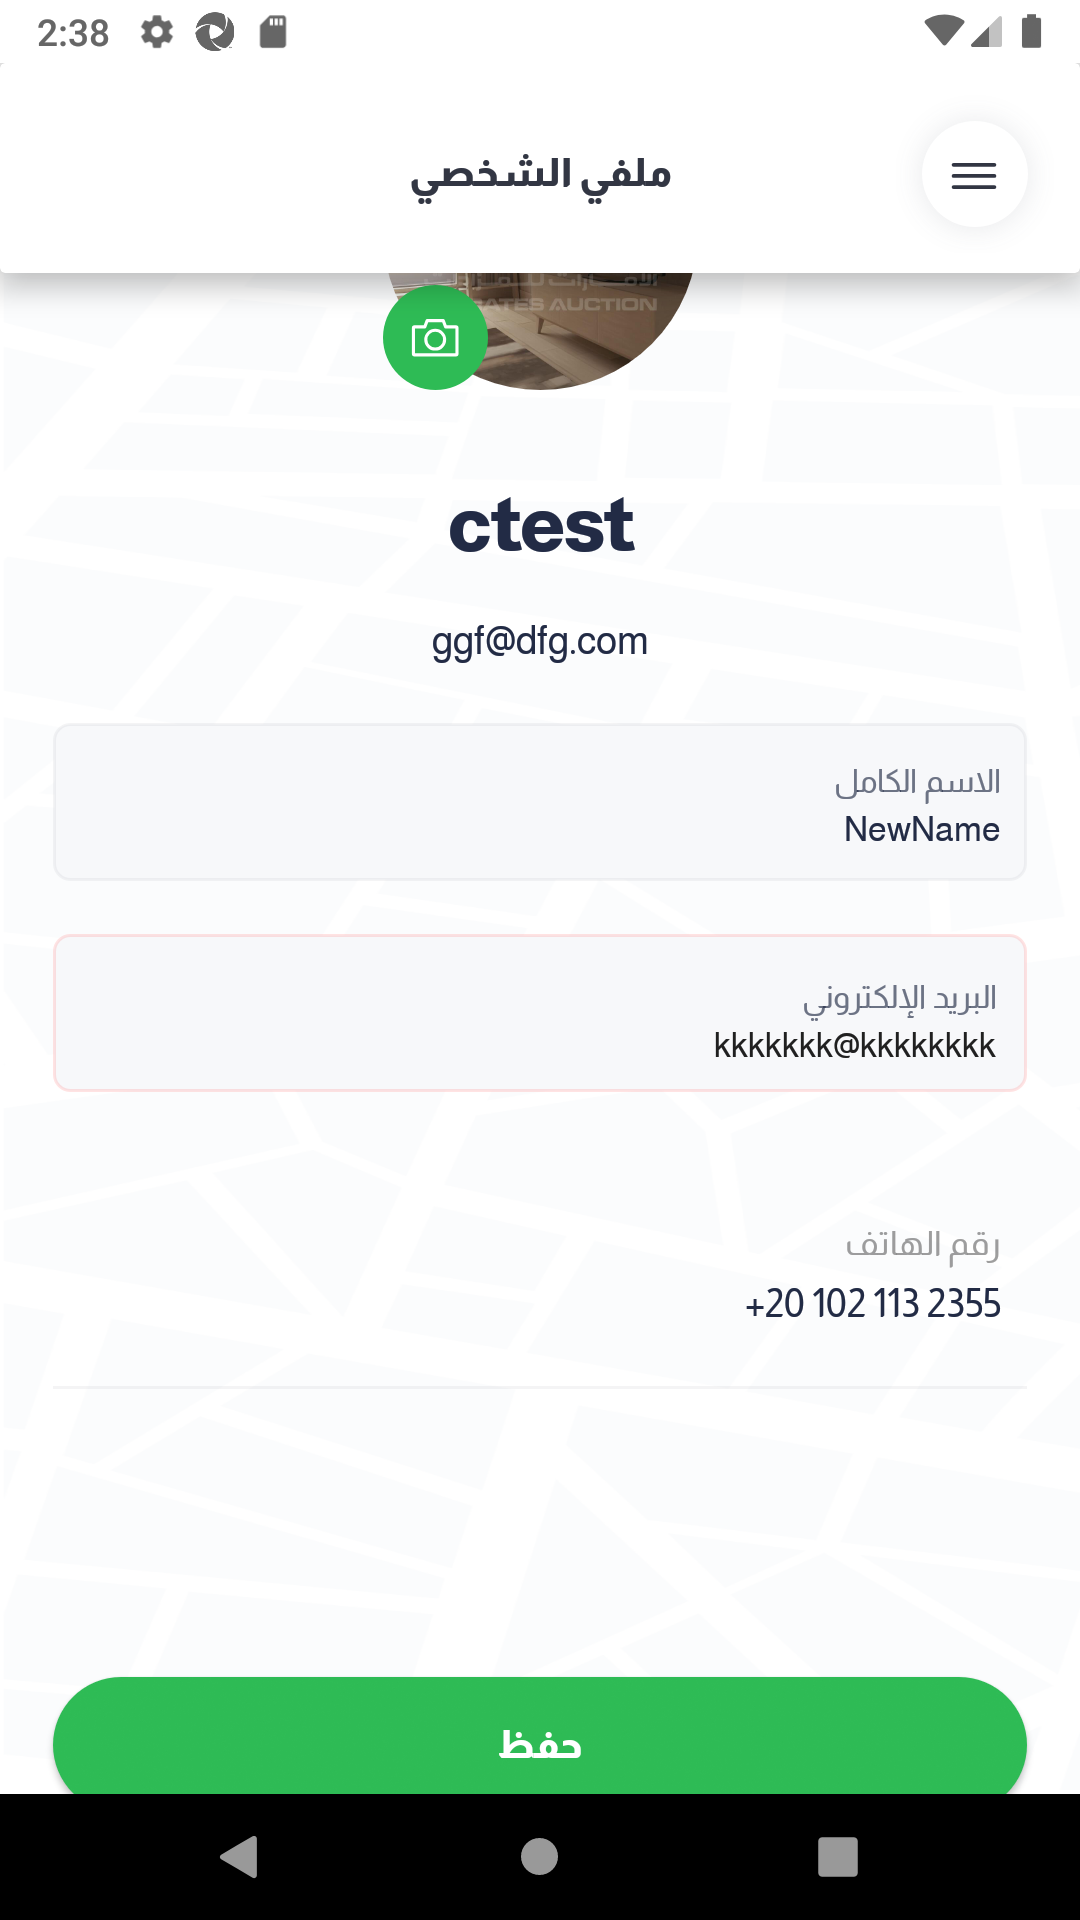 2:38
ملفي الشخصي
ATES AUCTION
ctest
ggf@dfg.com
الاسم الكامل
NewName
البريد الإلكتروني
kkkkkkk@kkkkkkkk
رقم الهاتف
+20 102 113 2355
حفظ